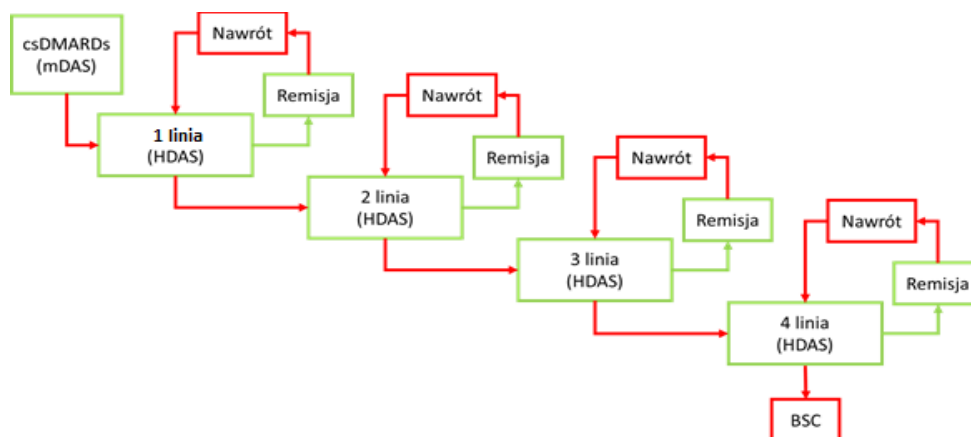 csDMARDs
(mDAS)
Nawrót
Remisja
1 linia
(HDAS)
Nawrót
Remisja
2 linia
(HDAS)
Nawrót
Remisja
3 linia
(HDAS)
Nawrót
Remisja
4 linia
(HDAS)
BSC